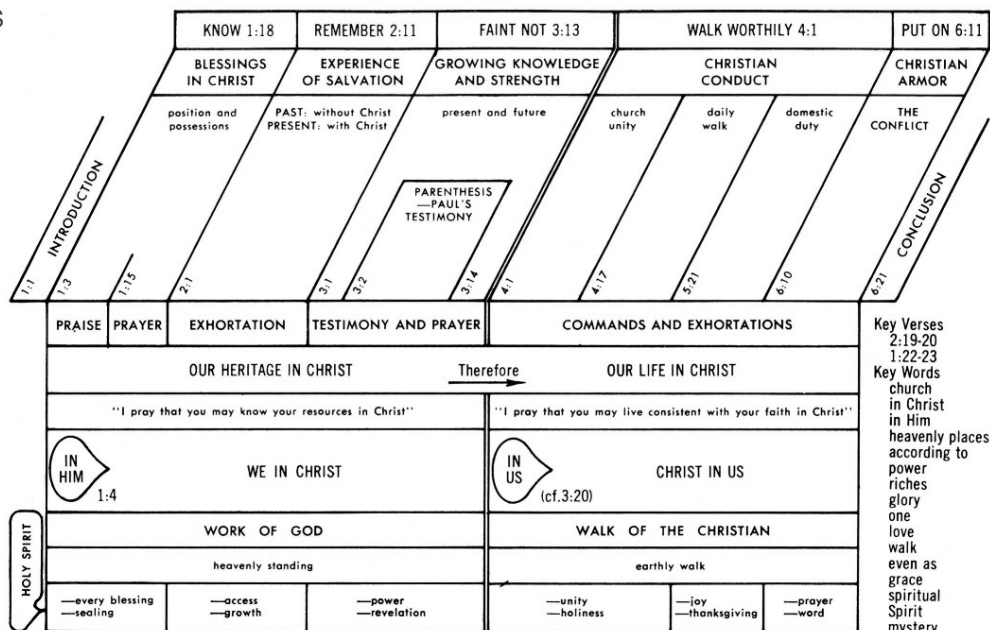 S
KNOW 1:18 REMEMBER 2:11 FAINT NOT 3:13 WALK WORTHILY 4:1 PUT ON 6:11
BLESSINGS
IN CHRIST
EXPERIENCE
OF SALVATION
GROWING KNOWLEDGE
AND STRENGTH
CHRISTIAN
CONDUCT
CHRISTIAN
ARMOR
position and
possessions
PAST: without Christ
PRESENT: with Christ
present and future
church
unity
daily
walk
domestic
duty
THE
CONFLICT
PARENTHESIS
—PAUL'S
TESTIMONY
INTRODUCTION
CONCLUSION
1:1 1:3 1:15 2:1 3:1 3:2 3:14 4:1 4:17 5:21 6:10 6:21
PRAISE PRAYER EXHORTATION TESTIMONY AND PRAYER COMMANDS AND EXHORTATIONS
OUR HERITAGE IN CHRIST Therefore OUR LIFE IN CHRIST
"I pray that you may know your resources in Christ" "I pray that you may live consistent with your faith in Christ"
IN
HIM
1:4
WE IN CHRIST
IN
US
(cf.3:20)
CHRIST IN US
WORK OF GOD WALK OF THE CHRISTIAN
heavenly standing earthly walk
HOLY SPIRIT
—every blessing
—sealing
—access
—growth
—power
—revelation
—unity
—holiness
—joy
—thanksgiving
—prayer
—word
Key Verses
2:19-20
1:22-23
Key Words
church
in Christ
in Him
heavenly places
according to
power
riches
glory
one
love
walk
even as
grace
spiritual
Spirit
mystery